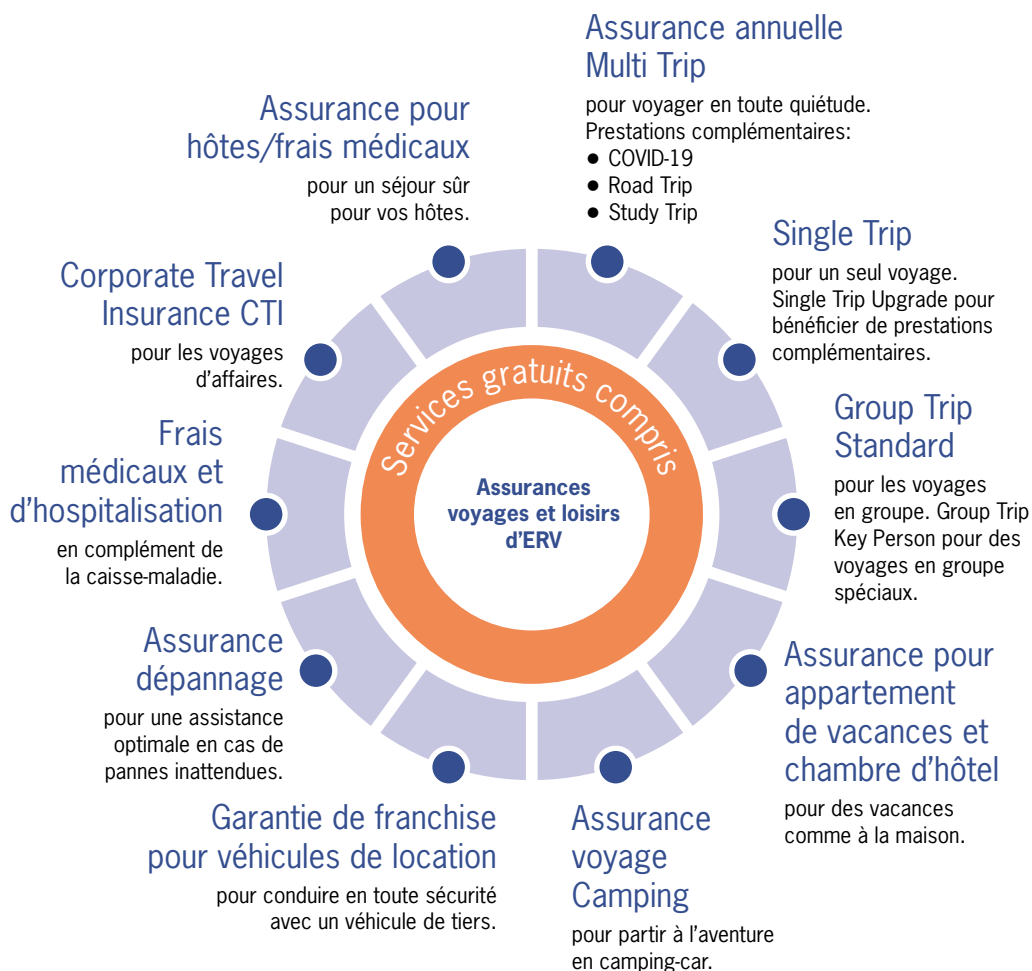 Assurance annuelle
Multi Trip
pour voyager en toute quiétude.
Prestations complémentaires:
● COVID-19
● Road Trip
● Study Trip
Single Trip
pour un seul voyage.
Single Trip Upgrade pour
bénéficier de prestations
complémentaires.
Group Trip
Standard
pour les voyages
en groupe. Group Trip
Key Person pour des
voyages en groupe
spéciaux.
Assurance pour
appartement
de vacances et
chambre d'hôtel
pour des vacances
comme à la maison.
Assurance
voyage
Camping
pour partir à l'aventure
en camping-car.
Garantie de franchise
pour véhicules de location
pour conduire en toute sécurité
avec un véhicule de tiers.
Assurance
dépannage
pour une assistance
optimale en cas de
pannes inattendues.
Frais
médicaux et
d'hospitalisation
en complément de
la caisse-maladie.
Corporate Travel
Insurance CTI
pour les voyages
d'affaires.
Assurance pour
hôtes/frais médicaux
pour un séjour sûr
pour vos hôtes.
Services gratuits compris
Assurances
voyages et loisirs
d'ERV